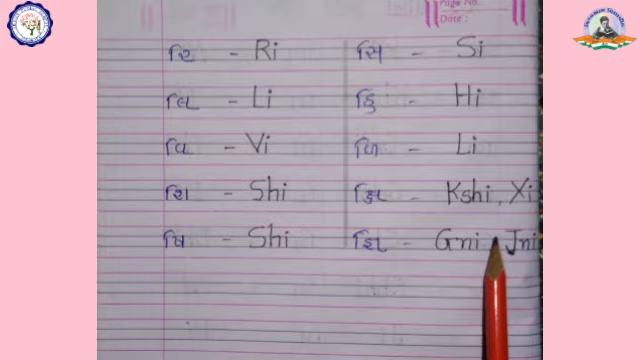 Page No.
Date :
રિ - Ri
લિ - Li
વિ - Vi
શિ - Shi
ષિ - Shi
સિ - Si
હિ - Hi
ળિ - Li
ક્ષિ - Kshi, Xi
જ્ઞિ - Gni, Jni